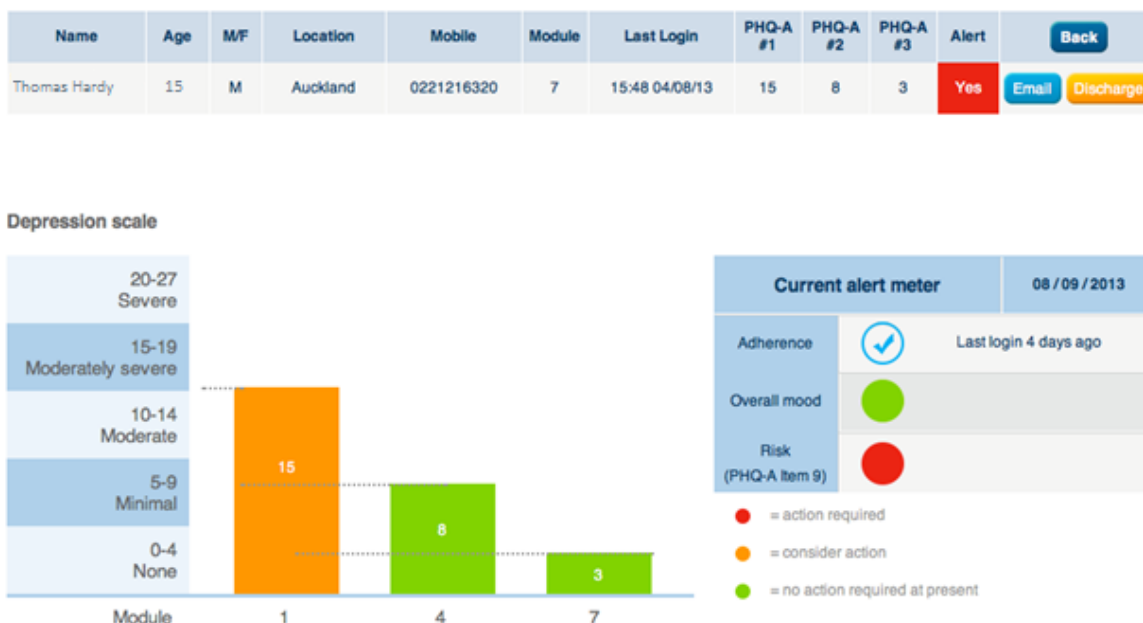 Name Age M/F Location Mobile Module Last Login PHQ-A #1 PHQ-A #2 PHQ-A #3 Alert Back
Thomas Hardy 15 M Auckland 0221216320 7 15:48 04/08/13 15 8 3 Yes Email Discharge
Depression scale
20-27
Severe
15-19
Moderately severe
10-14
Moderate
5-9
Minimal
0-4
None
15
8
3
Module 1 4 7
Current alert meter 08/09/2013
Adherence Last login 4 days ago
Overall mood
Risk
(PHQ-A Item 9)
= action required
= consider action
= no action required at present